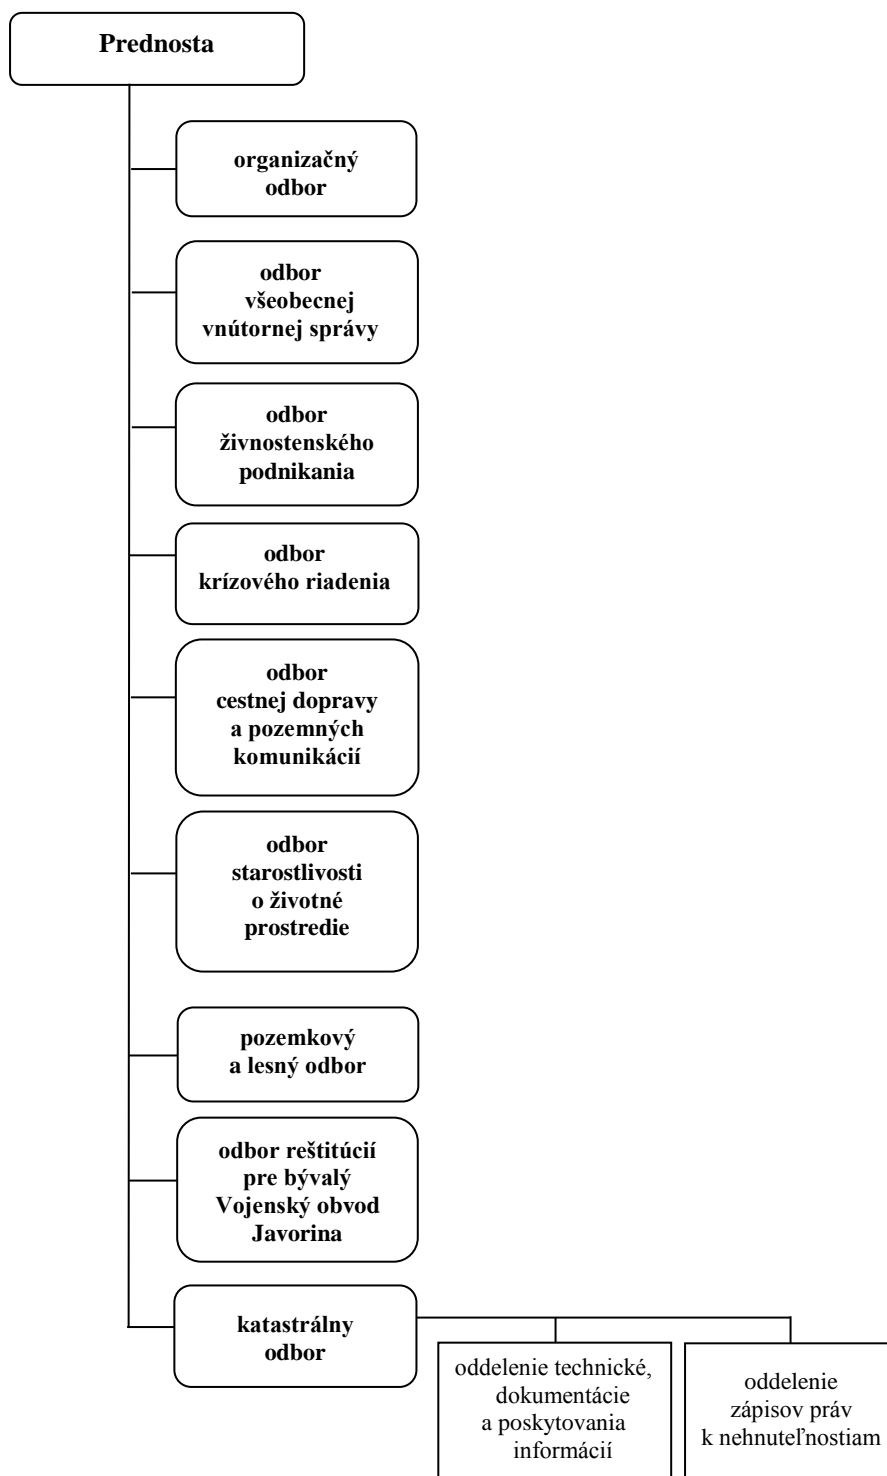 Prednosta
organizačný
odbor
odbor
všeobecnej
vnútornej správy
odbor
živnostenského
podnikania
odbor
krízového riadenia
odbor
cestnej dopravy
a pozemných
komunikácií
odbor
starostlivosti
o životné
prostredie
pozemkový
a lesný odbor
odbor reštitúcií
pre bývalý
Vojenský obvod
Javorina
katastrálny
odbor
oddelenie technické,
dokumentácie
a poskytovania
informácií
oddelenie
zápisov práv
k nehnuteľnostiam